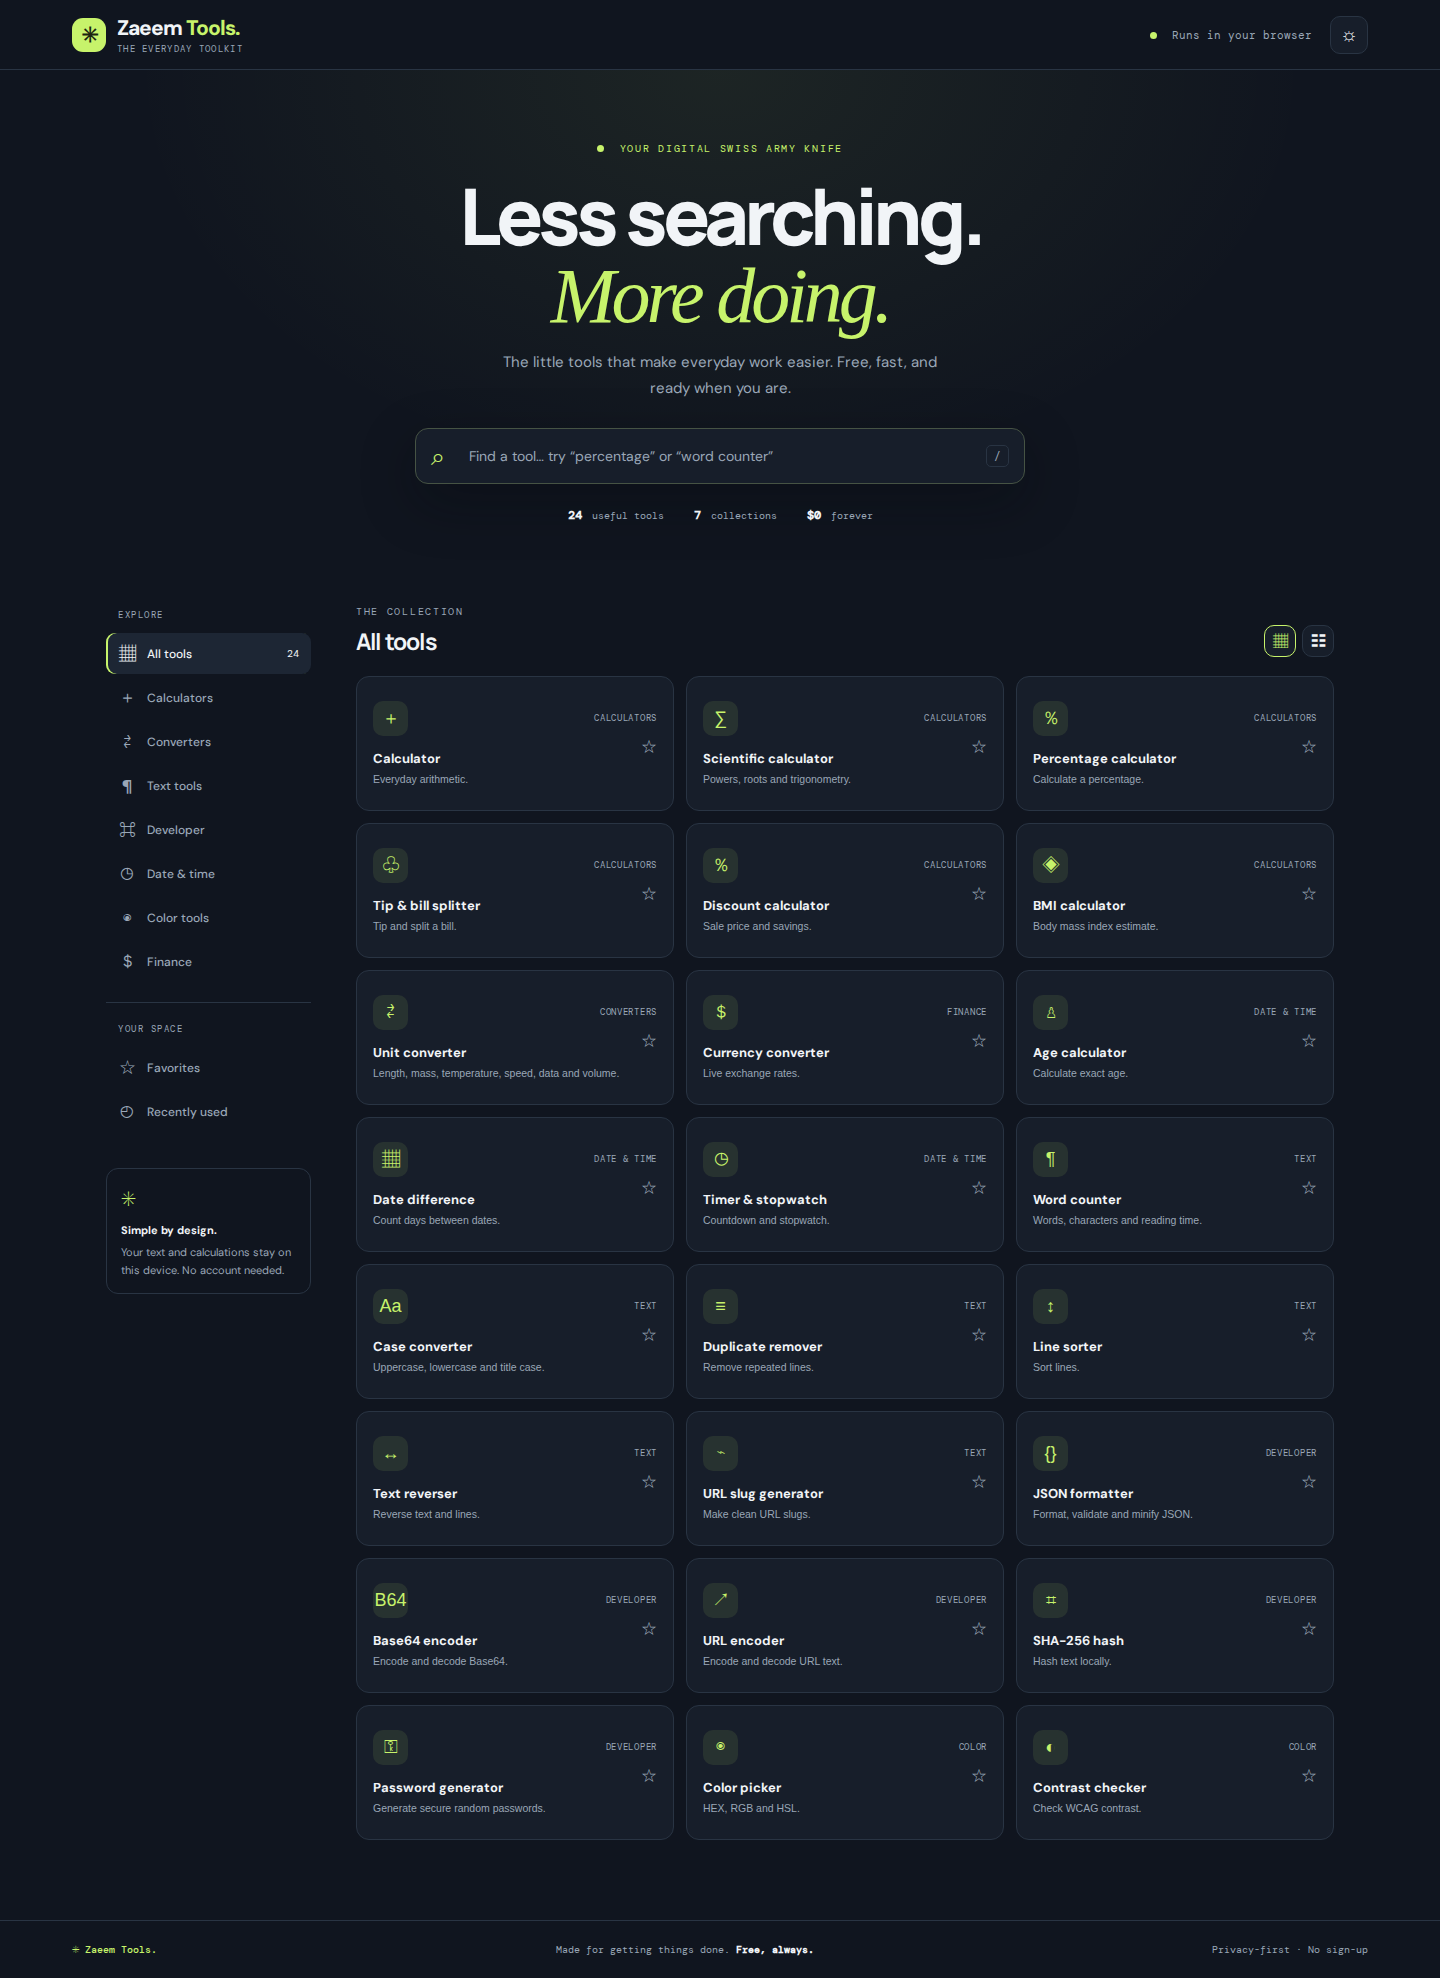 Zaeem Tools.
THE EVERYDAY TOOLKIT
Runs in your browser
YOUR DIGITAL SWISS ARMY KNIFE
Less searching.
More doing.
The little tools that make everyday work easier. Free, fast, and
ready when you are.
Find a tool... try “percentage” or “word counter”
/
24 useful tools 7 collections $0 forever
EXPLORE
All tools 24
Calculators
Converters
Text tools
Developer
Date & time
Color tools
$ Finance
YOUR SPACE
Favorites
Recently used
Simple by design.
Your text and calculations stay on
this device. No account needed.
THE COLLECTION
All tools
+ CALCULATORS
Calculator
Everyday arithmetic.
∑ CALCULATORS
Scientific calculator
Powers, roots and trigonometry.
% CALCULATORS
Percentage calculator
Calculate a percentage.
CALCULATORS
Tip & bill splitter
Tip and split a bill.
% CALCULATORS
Discount calculator
Sale price and savings.
CALCULATORS
BMI calculator
Body mass index estimate.
CONVERTERS
Unit converter
Length, mass, temperature, speed, data and volume.
$ FINANCE
Currency converter
Live exchange rates.
DATE & TIME
Age calculator
Calculate exact age.
DATE & TIME
Date difference
Count days between dates.
DATE & TIME
Timer & stopwatch
Countdown and stopwatch.
¶ TEXT
Word counter
Words, characters and reading time.
Aa TEXT
Case converter
Uppercase, lowercase and title case.
≡ TEXT
Duplicate remover
Remove repeated lines.
↕ TEXT
Line sorter
Sort lines.
↔ TEXT
Text reverser
Reverse text and lines.
TEXT
URL slug generator
Make clean URL slugs.
{} DEVELOPER
JSON formatter
Format, validate and minify JSON.
B64 DEVELOPER
Base64 encoder
Encode and decode Base64.
DEVELOPER
URL encoder
Encode and decode URL text.
DEVELOPER
SHA-256 hash
Hash text locally.
DEVELOPER
Password generator
Generate secure random passwords.
COLOR
Color picker
HEX, RGB and HSL.
COLOR
Contrast checker
Check WCAG contrast.
✳ Zaeem Tools.
Made for getting things done. Free, always.
Privacy-first · No sign-up